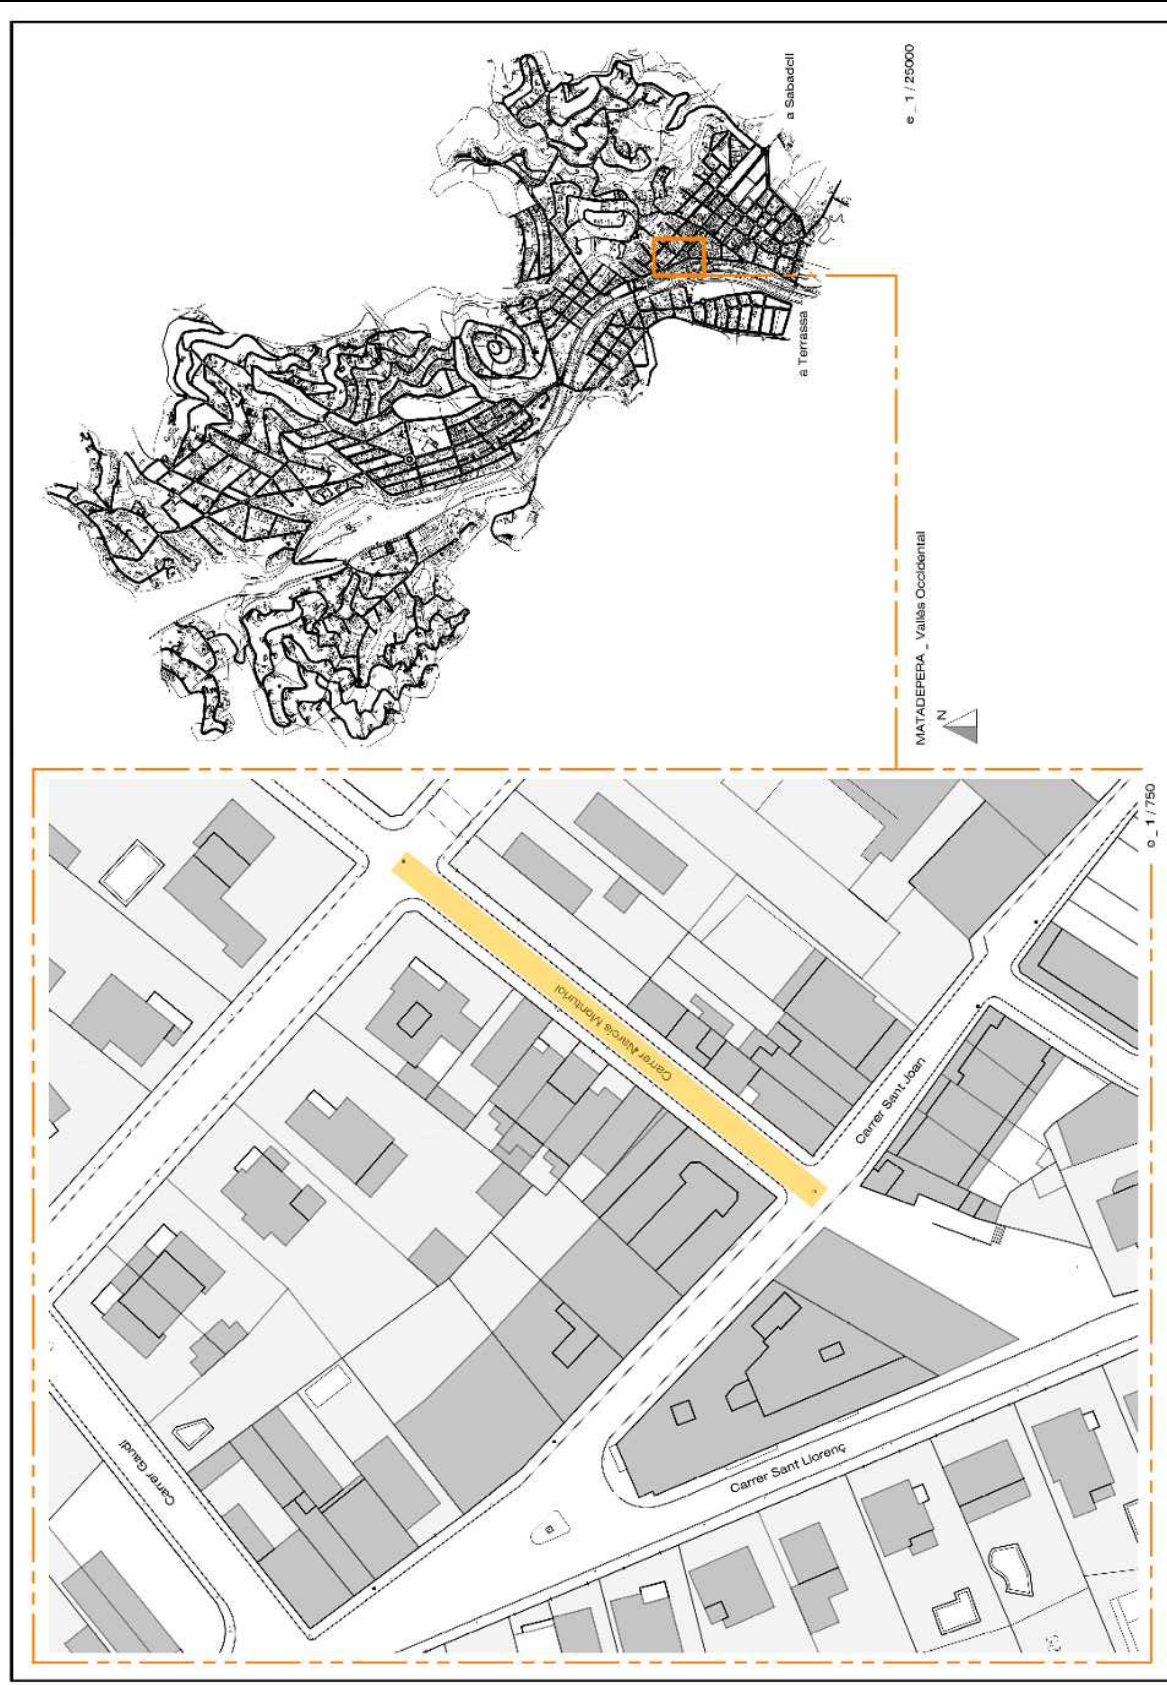 a Sabadell
e _ 1 / 25000
a Terrassa
MATADEPERA _ Vallès Occidental
N
e _ 1 / 750
Carrer Narcís Monturiol
Carrer Sant Joan
Carrer Gaudí
Carrer Sant Llorenç